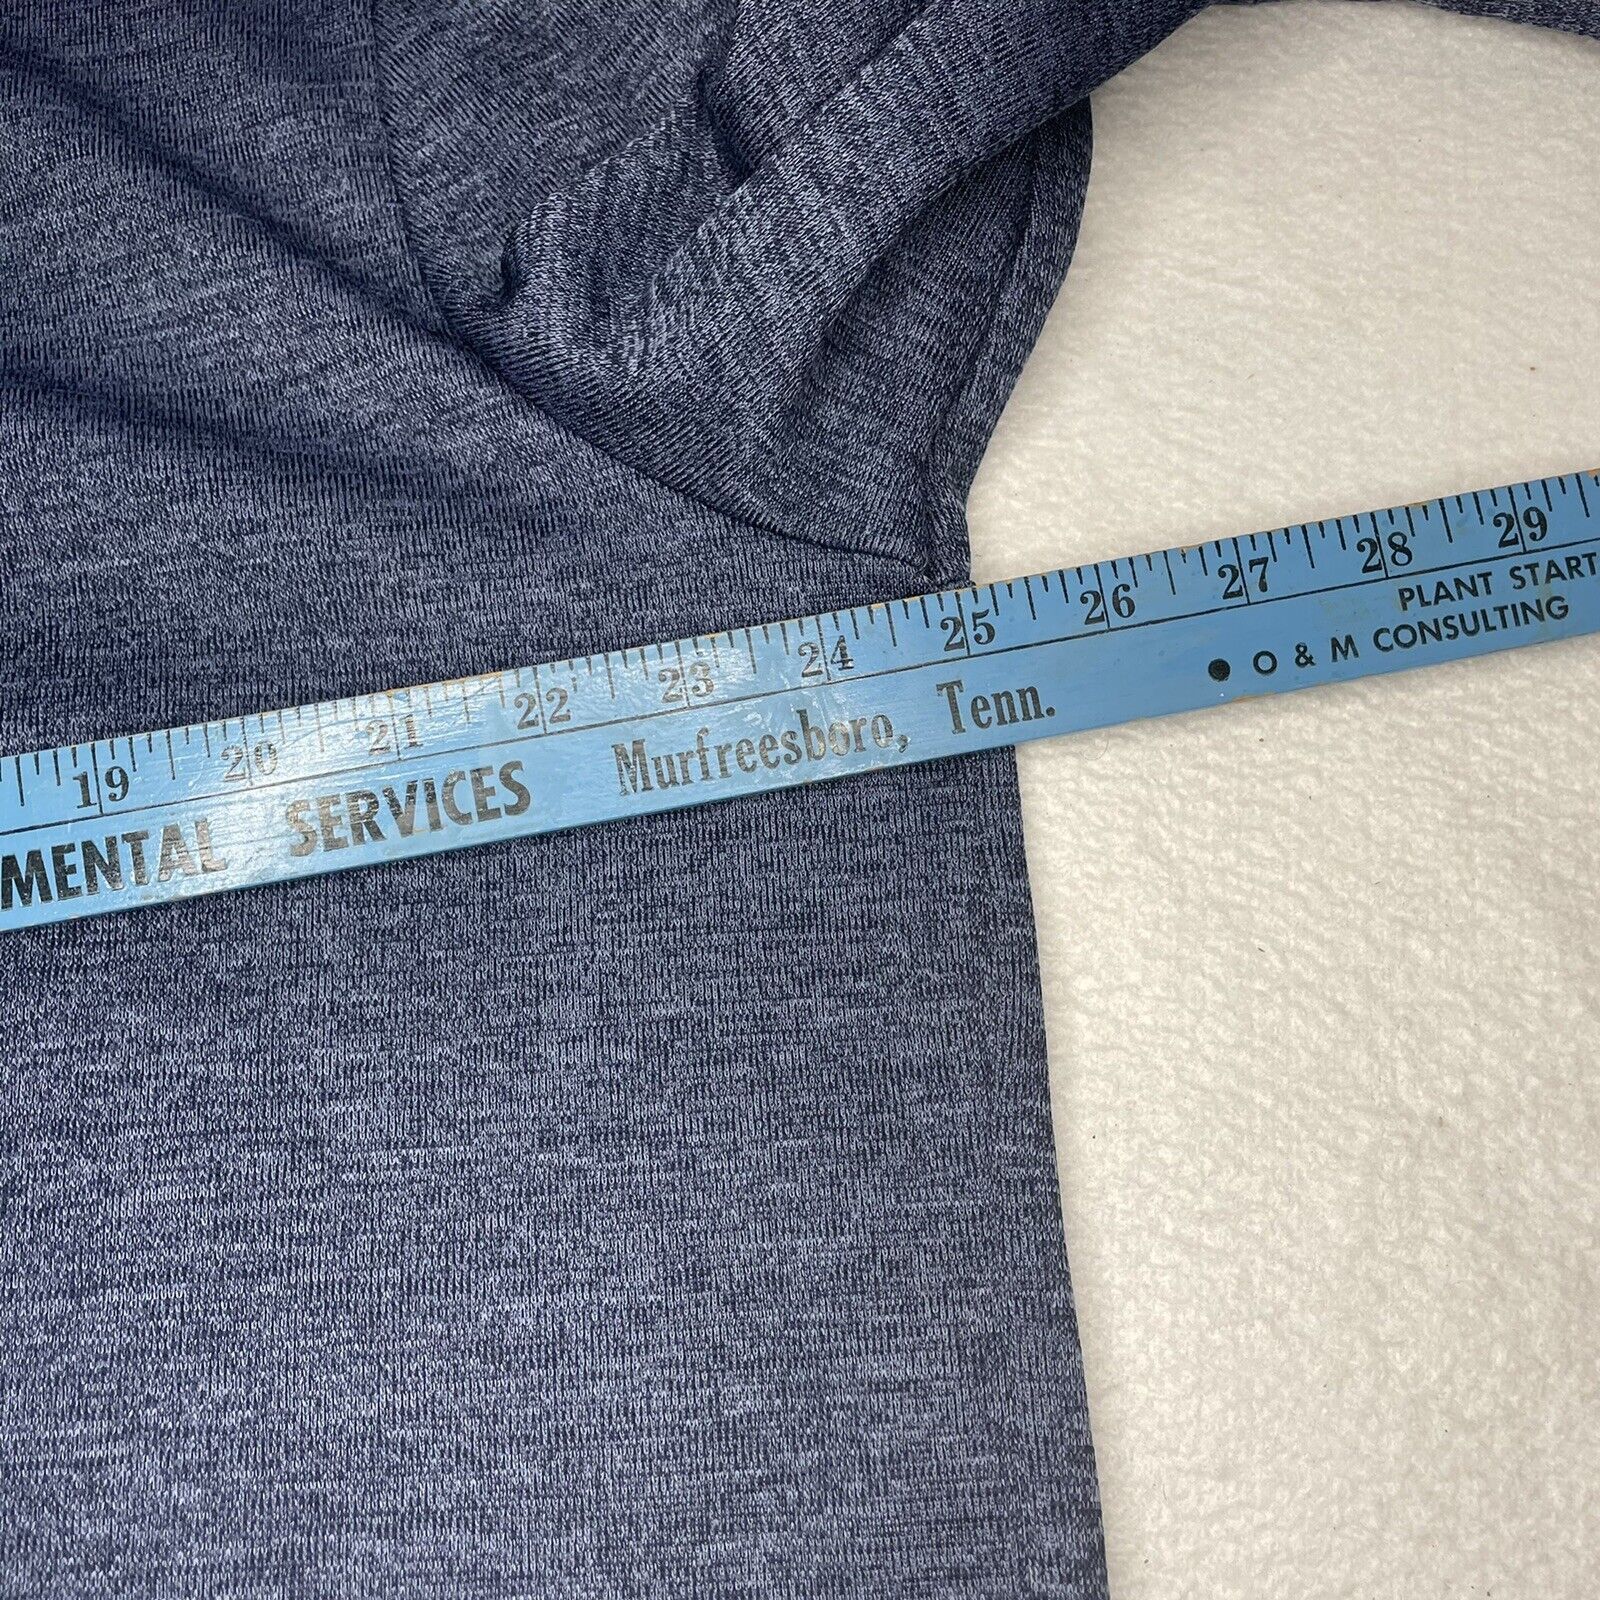 19 20 21 22 23 24 25 26 27 28 29
MENTAL SERVICES Murfreesboro, Tenn.
PLANT START
• O & M CONSULTING